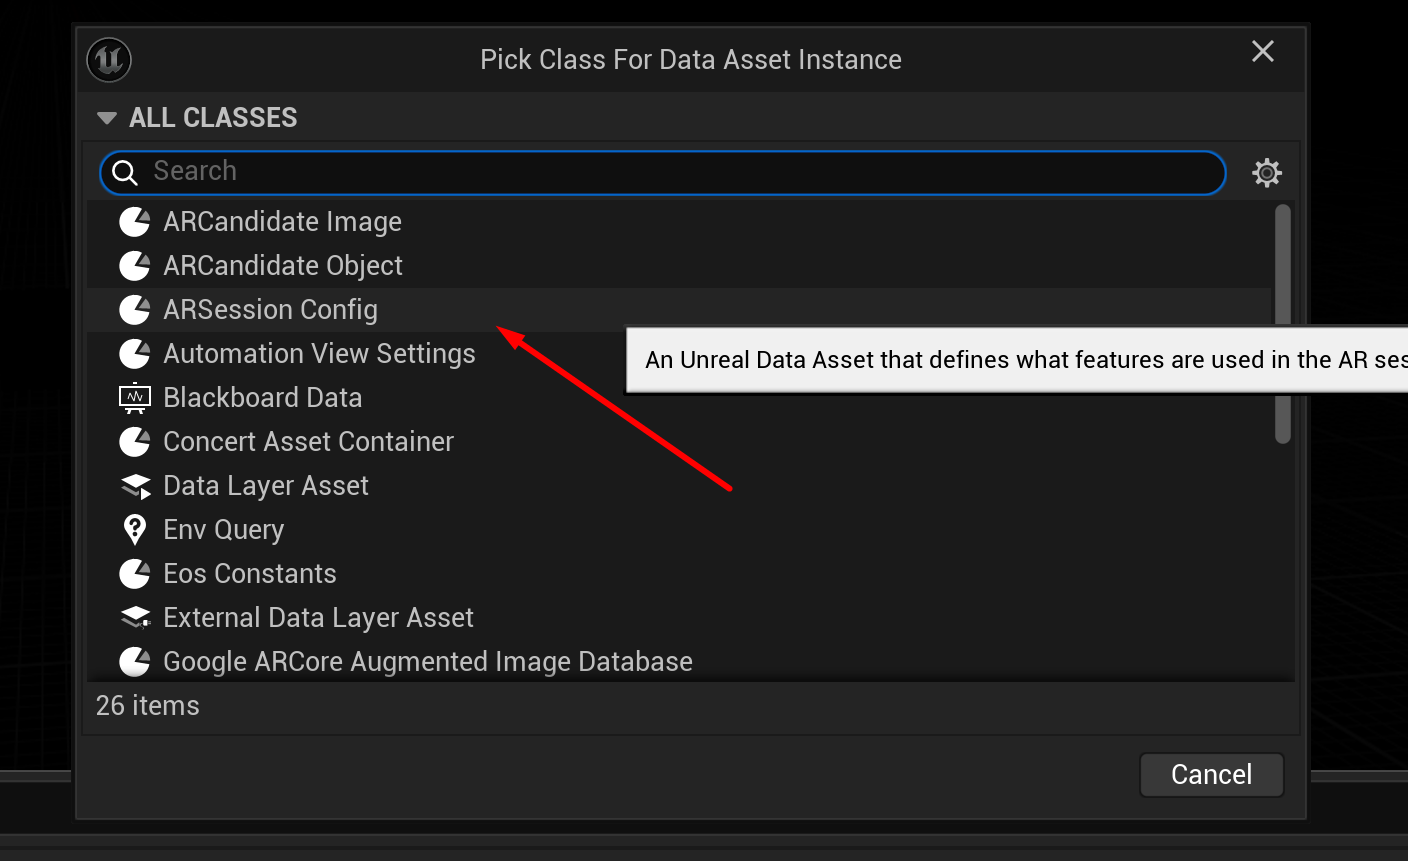 Pick Class For Data Asset Instance
ALL CLASSES
Search
ARCandidate Image
ARCandidate Object
ARSession Config
An Unreal Data Asset that defines what features are used in the AR ses
Automation View Settings
Blackboard Data
Concert Asset Container
Data Layer Asset
Env Query
Eos Constants
External Data Layer Asset
Google ARCore Augmented Image Database
26 items
Cancel